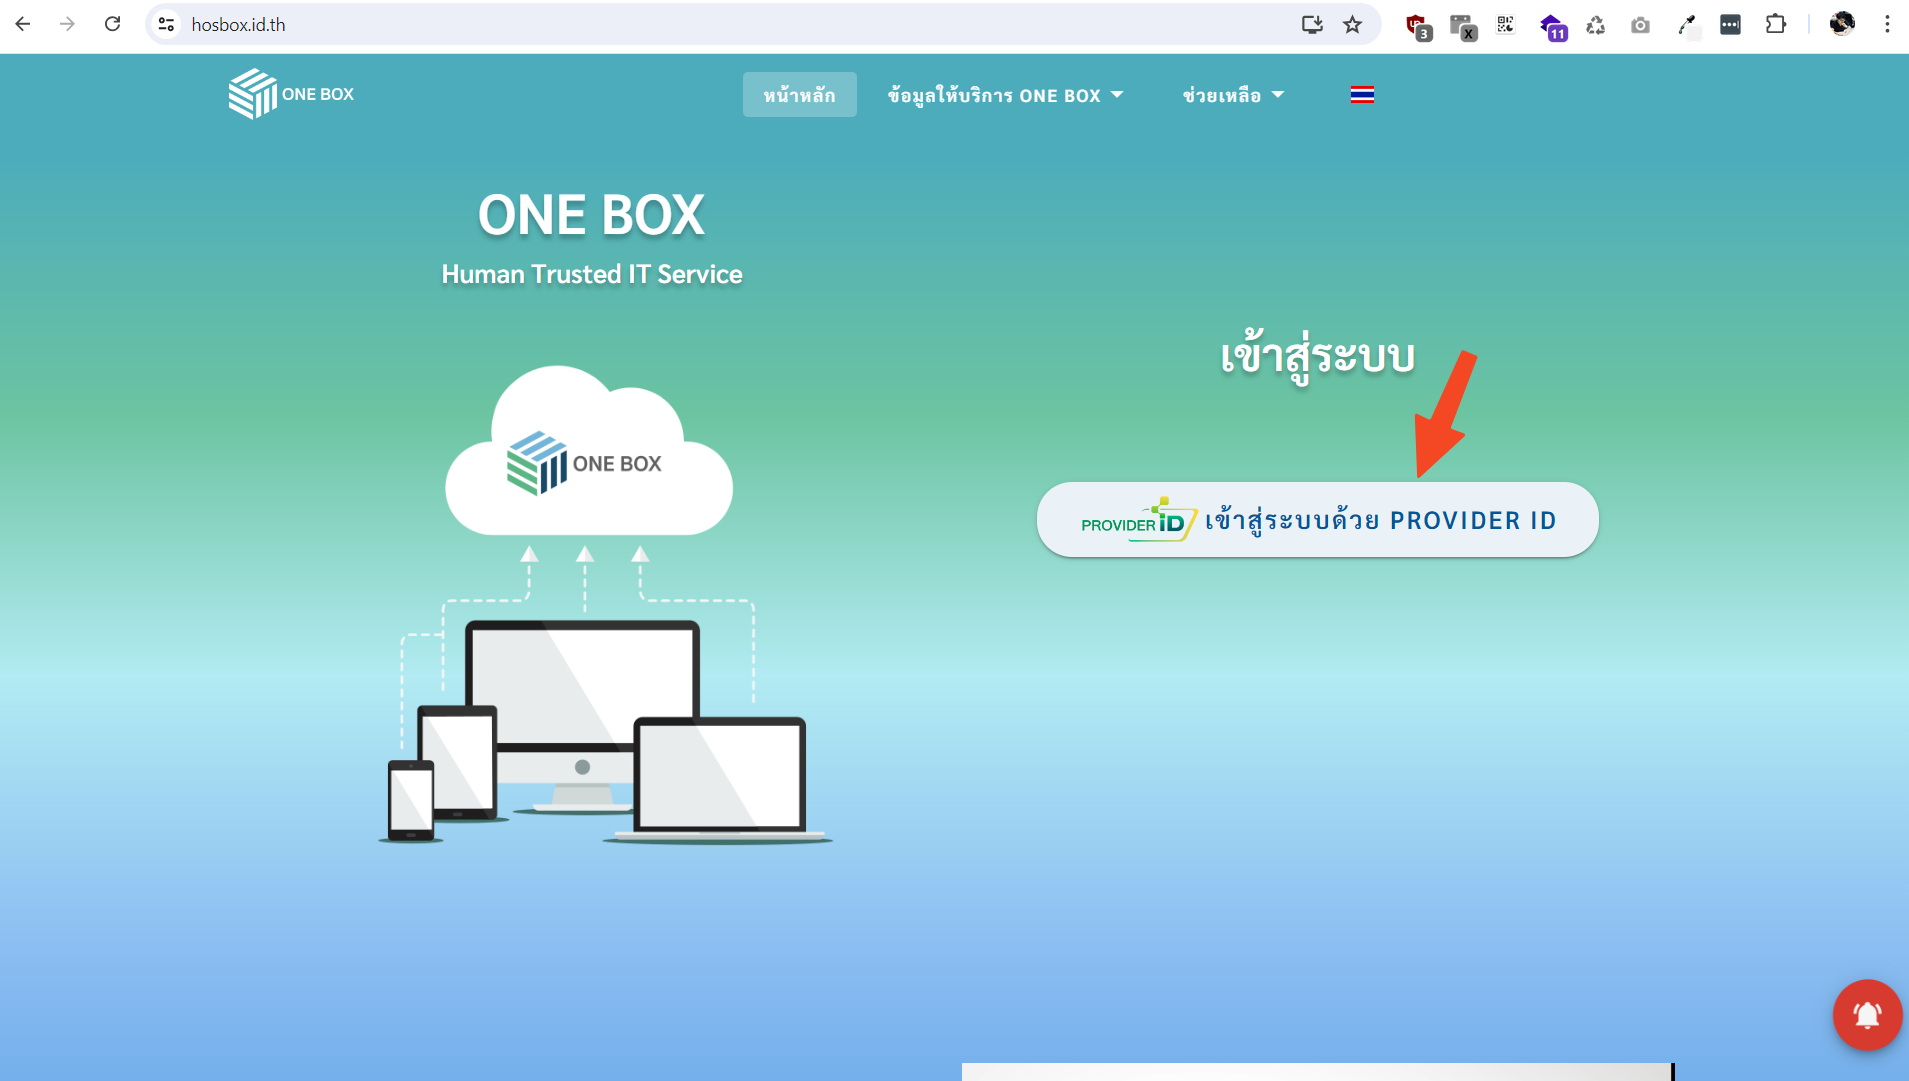 hosbox.id.th
3
X
11
ONE BOX
หน้าหลัก
ข้อมูลให้บริการ ONE BOX
ช่วยเหลือ
ONE BOX
Human Trusted IT Service
ONE BOX
เข้าสู่ระบบ
PROVIDER iD เข้าสู่ระบบด้วย PROVIDER ID